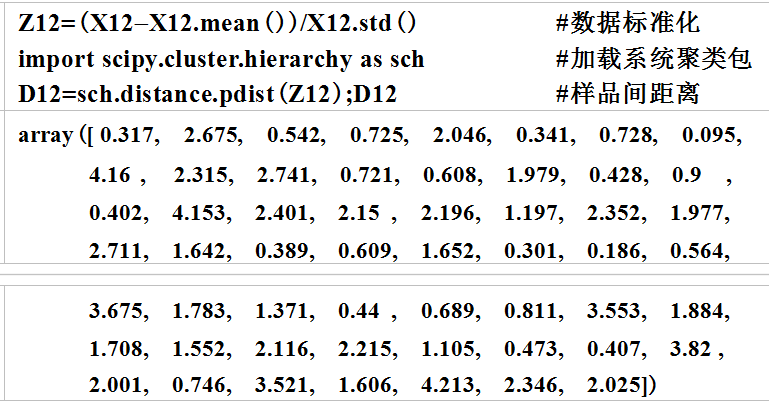 Z12=(X12-X12.mean())/X12.std() #数据标准化
import scipy.cluster.hierarchy as sch #加载系统聚类包
D12=sch.distance.pdist(Z12);D12 #样品间距离
array([ 0.317, 2.675, 0.542, 0.725, 2.046, 0.341, 0.728, 0.095,
4.16 , 2.315, 2.741, 0.721, 0.608, 1.979, 0.428, 0.9 ,
0.402, 4.153, 2.401, 2.15 , 2.196, 1.197, 2.352, 1.977,
2.711, 1.642, 0.389, 0.609, 1.652, 0.301, 0.186, 0.564,
3.675, 1.783, 1.371, 0.44 , 0.689, 0.811, 3.553, 1.884,
1.708, 1.552, 2.116, 2.215, 1.105, 0.473, 0.407, 3.82 ,
2.001, 0.746, 3.521, 1.606, 4.213, 2.346, 2.025])